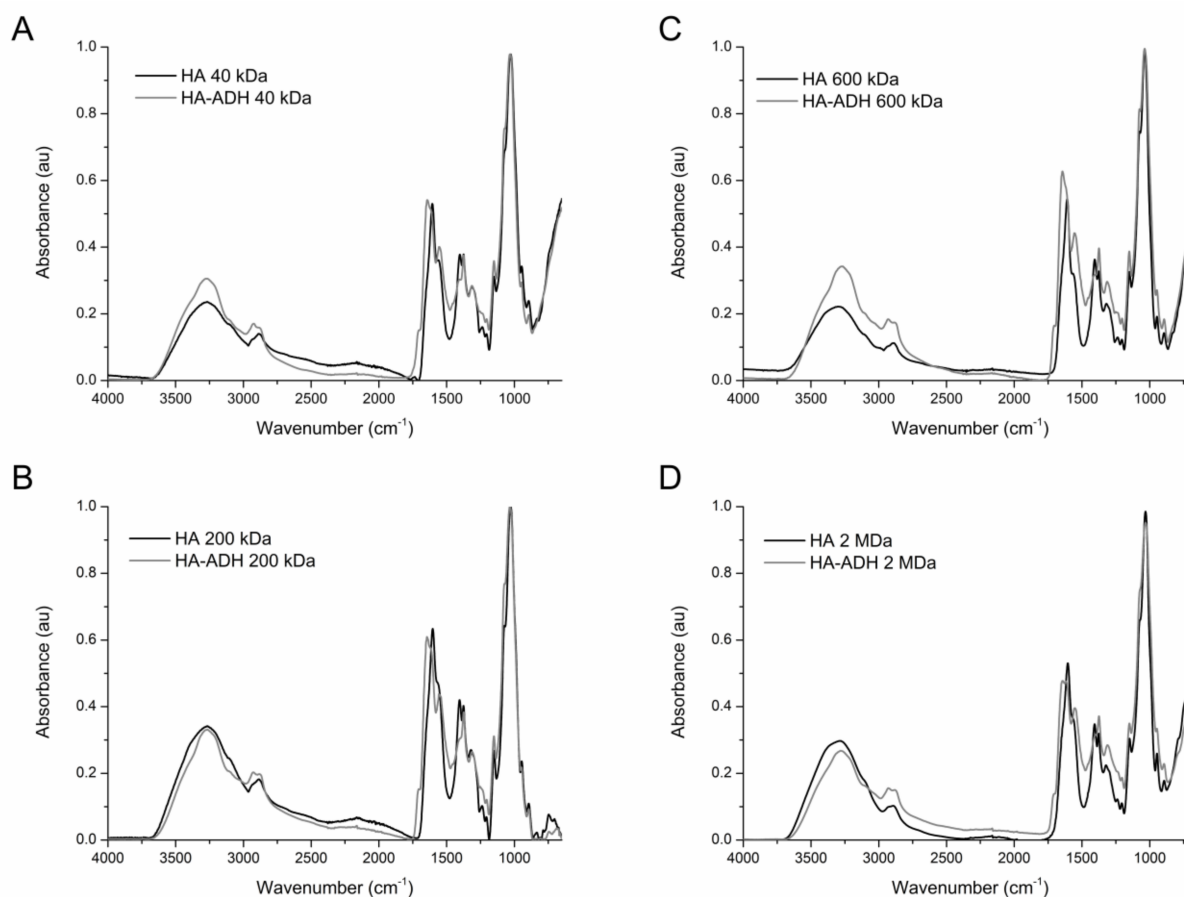 A
1.0
0.8
0.6
0.4
0.2
0.0
Absorbance (au)
HA 40 kDa
HA-ADH 40 kDa
4000 3500 3000 2500 2000 1500 1000
Wavenumber (cm⁻¹)
C
1.0
0.8
0.6
0.4
0.2
0.0
Absorbance (au)
HA 600 kDa
HA-ADH 600 kDa
4000 3500 3000 2500 2000 1500 1000
Wavenumber (cm⁻¹)
B
1.0
0.8
0.6
0.4
0.2
0.0
Absorbance (au)
HA 200 kDa
HA-ADH 200 kDa
4000 3500 3000 2500 2000 1500 1000
Wavenumber (cm⁻¹)
D
1.0
0.8
0.6
0.4
0.2
0.0
Absorbance (au)
HA 2 MDa
HA-ADH 2 MDa
4000 3500 3000 2500 2000 1500 1000
Wavenumber (cm⁻¹)